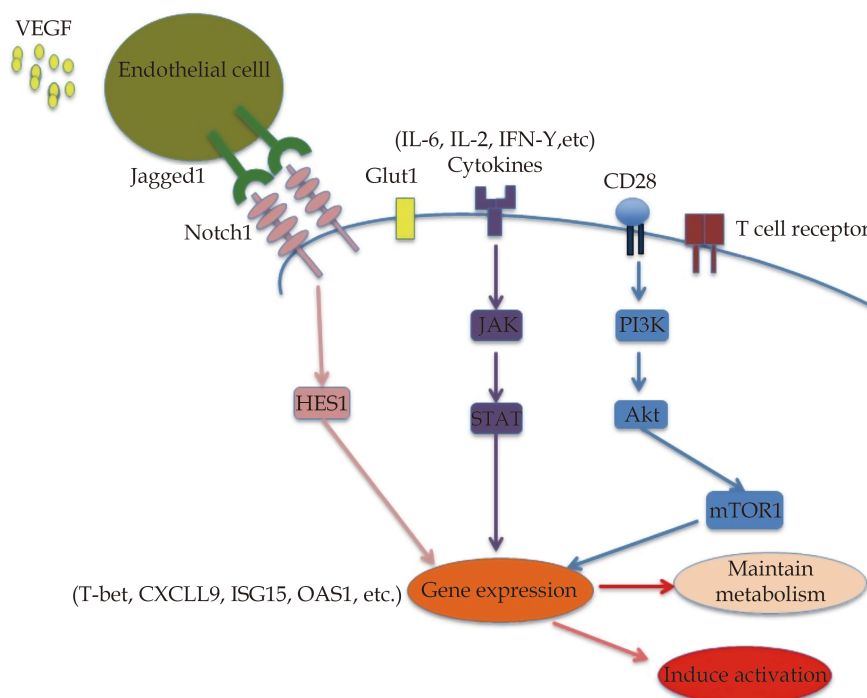 VEGF
Endothelial celll
Jagged1
Notch1
Glut1
(IL-6, IL-2, IFN-Y,etc)
Cytokines
CD28
T cell receptor
JAK
PI3K
HES1
STAT
Akt
mTOR1
(T-bet, CXCLL9, ISG15, OAS1, etc.)
Gene expression
Maintain
metabolism
Induce activation